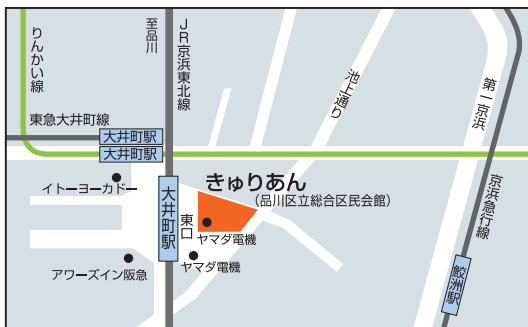 りんかい線
至品川
JR京浜東北線
池上通り
第一京浜
東急大井町線
大井町駅
大井町駅
イトーヨーカドー
大井町駅
東口
きゅりあん
(品川区立総合区民会館)
ヤマダ電機
ヤマダ電機
アワーズイン阪急
京浜急行線
鮫洲駅